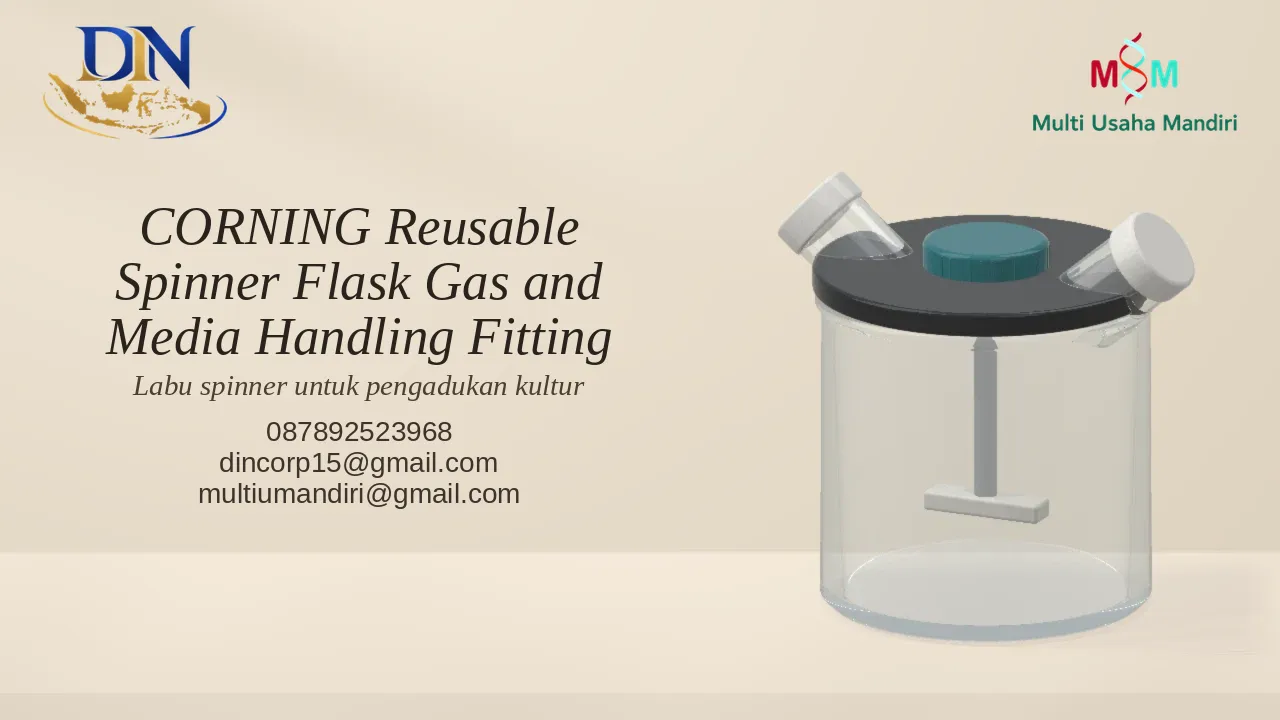 DN
M M
Multi Usaha Mandiri
CORNING Reusable
Spinner Flask Gas and
Media Handling Fitting
Labu spinner untuk pengadukan kultur
087892523968
dincorp15@gmail.com
multiumandiri@gmail.com